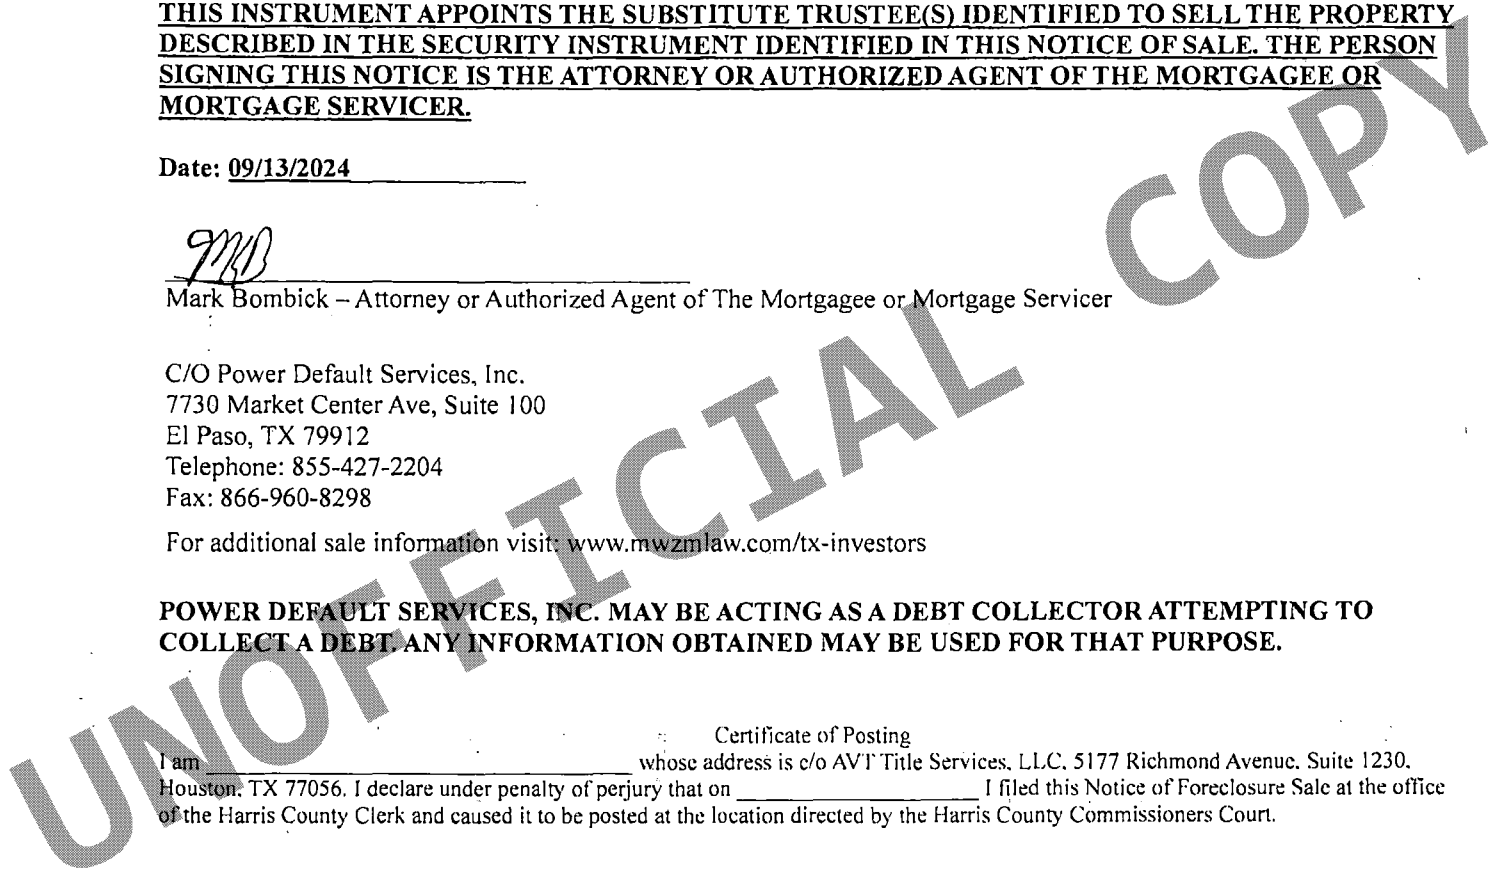 THIS INSTRUMENT APPOINTS THE SUBSTITUTE TRUSTEE(S) IDENTIFIED TO SELL THE PROPERTY
DESCRIBED IN THE SECURITY INSTRUMENT IDENTIFIED IN THIS NOTICE OF SALE. THE PERSON
SIGNING THIS NOTICE IS THE ATTORNEY OR AUTHORIZED AGENT OF THE MORTGAGEE OR
MORTGAGE SERVICER.
Date: 09/13/2024
Mark Bombick – Attorney or Authorized Agent of The Mortgagee or Mortgage Servicer
C/O Power Default Services, Inc.
7730 Market Center Ave, Suite 100
El Paso, TX 79912
Telephone: 855-427-2204
Fax: 866-960-8298
For additional sale information visit: www.mwzmlaw.com/tx-investors
POWER DEFAULT SERVICES, INC. MAY BE ACTING AS A DEBT COLLECTOR ATTEMPTING TO
COLLECT A DEBT. ANY INFORMATION OBTAINED MAY BE USED FOR THAT PURPOSE.
Certificate of Posting
I am ______________________ whose address is c/o AVT Title Services, LLC, 5177 Richmond Avenue, Suite 1230,
Houston, TX 77056. I declare under penalty of perjury that on ______________ I filed this Notice of Foreclosure Sale at the office
of the Harris County Clerk and caused it to be posted at the location directed by the Harris County Commissioners Court.
UNOFFICIAL COPY